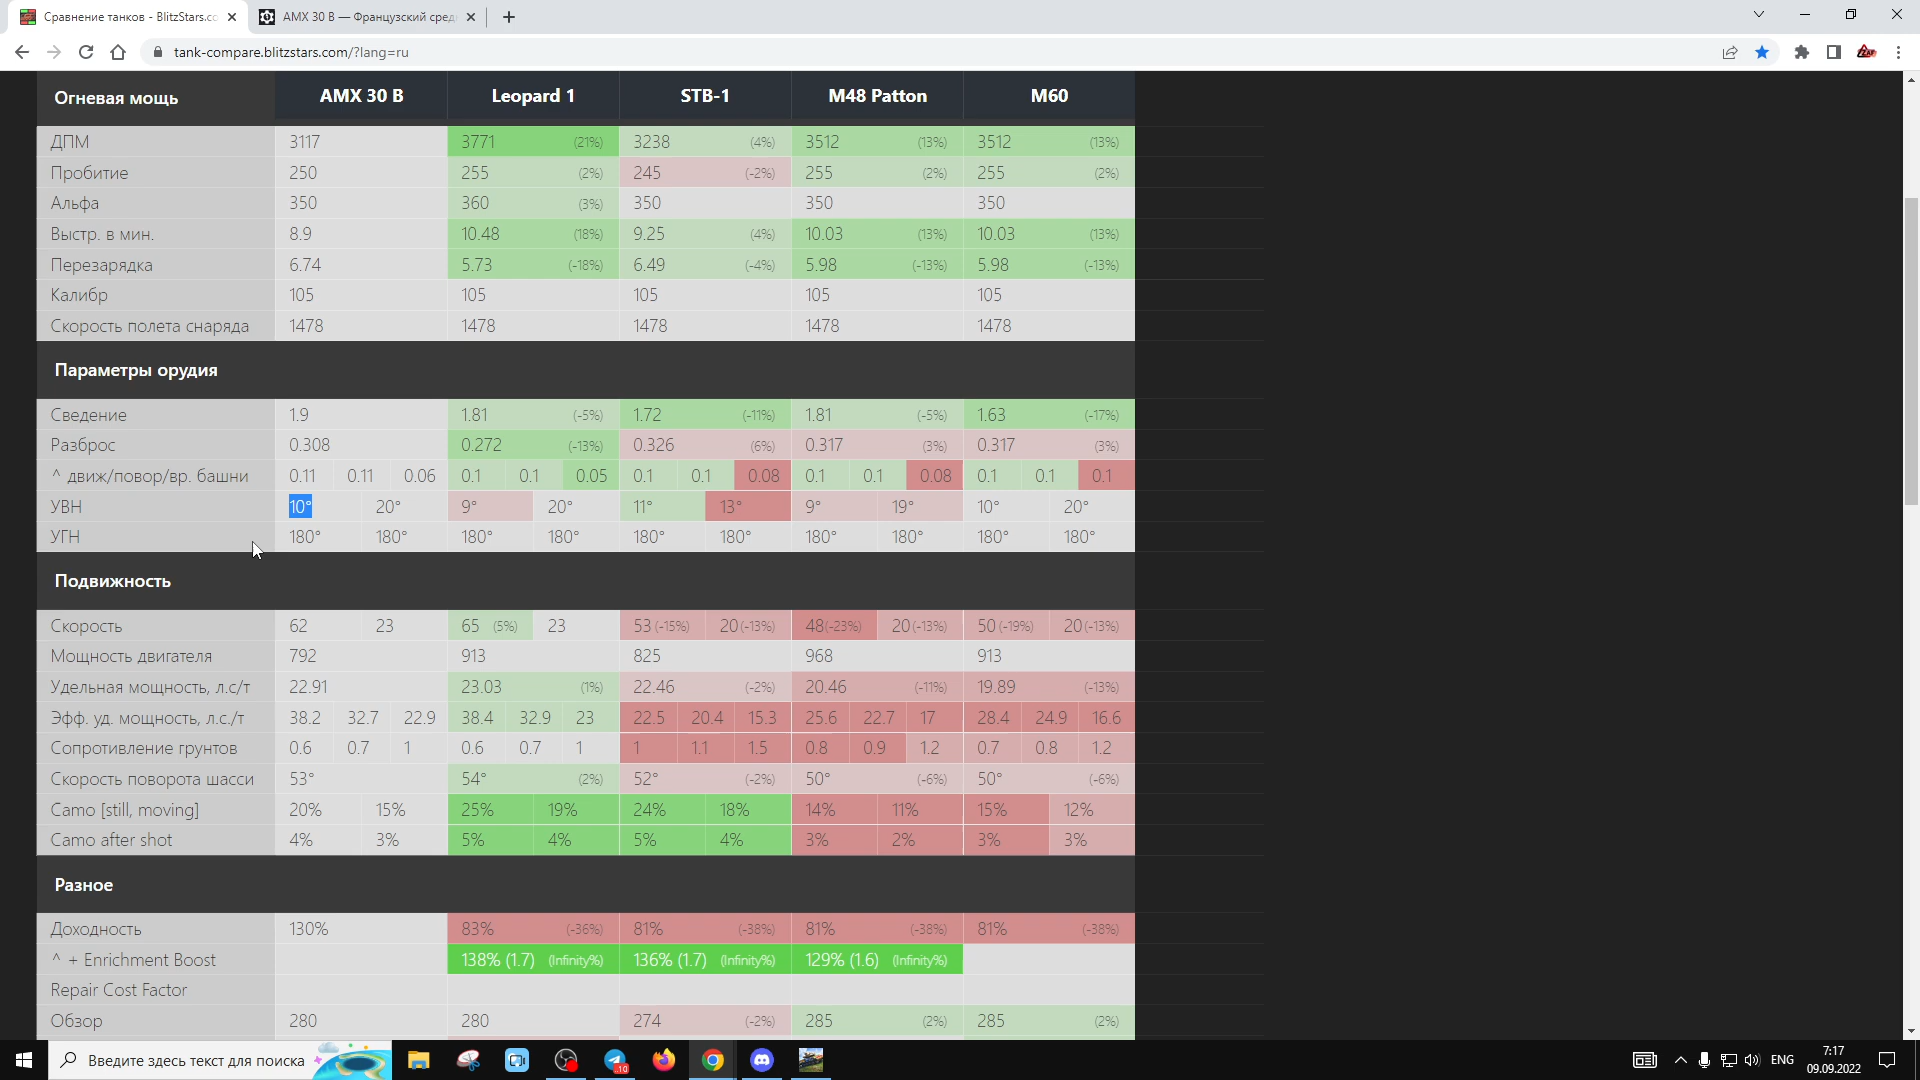 Сравнение танков - BlitzStars.co
AMX 30 B — Французский сред
tank-compare.blitzstars.com/?lang=ru
Огневая мощь AMX 30 B Leopard 1 STB-1 M48 Patton M60
ДПМ 3117 3771 (21%) 3238 (4%) 3512 (13%) 3512 (13%)
Пробитие 250 255 (2%) 245 (-2%) 255 (2%) 255 (2%)
Альфа 350 360 (3%) 350 350 350
Выстр. в мин. 8.9 10.48 (18%) 9.25 (4%) 10.03 (13%) 10.03 (13%)
Перезарядка 6.74 5.73 (-18%) 6.49 (-4%) 5.98 (-13%) 5.98 (-13%)
Калибр 105 105 105 105 105
Скорость полета снаряда 1478 1478 1478 1478 1478
Параметры орудия
Сведение 1.9 1.81 (-5%) 1.72 (-11%) 1.81 (-5%) 1.63 (-17%)
Разброс 0.308 0.272 (-13%) 0.326 (6%) 0.317 (3%) 0.317 (3%)
^ движ/повор/вр. башни 0.11 0.11 0.06 0.1 0.1 0.05 0.1 0.1 0.08 0.1 0.1 0.08 0.1 0.1 0.1
УВН 10° 20° 9° 20° 11° 13° 9° 19° 10° 20°
УГН 180° 180° 180° 180° 180° 180° 180° 180° 180° 180°
Подвижность
Скорость 62 23 65 (5%) 23 53 (-15%) 20 (-13%) 48 (-23%) 20 (-13%) 50 (-19%) 20 (-13%)
Мощность двигателя 792 913 825 968 913
Удельная мощность, л.с/т 22.91 23.03 (1%) 22.46 (-2%) 20.46 (-11%) 19.89 (-13%)
Эфф. уд. мощность, л.с./т 38.2 32.7 22.9 38.4 32.9 23 22.5 20.4 15.3 25.6 22.7 17 28.4 24.9 16.6
Сопротивление грунтов 0.6 0.7 1 0.6 0.7 1 1 1.1 1.5 0.8 0.9 1.2 0.7 0.8 1.2
Скорость поворота шасси 53° 54° (2%) 52° (-2%) 50° (-6%) 50° (-6%)
Camo [still, moving] 20% 15% 25% 19% 24% 18% 14% 11% 15% 12%
Camo after shot 4% 3% 5% 4% 5% 4% 3% 2% 3% 3%
Разное
Доходность 130% 83% (-36%) 81% (-38%) 81% (-38%) 81% (-38%)
^ + Enrichment Boost 138% (1.7) (Infinity%) 136% (1.7) (Infinity%) 129% (1.6) (Infinity%)
Repair Cost Factor
Обзор 280 280 274 (-2%) 285 (2%) 285 (2%)
Введите здесь текст для поиска
10
ENG
7:17
09.09.2022